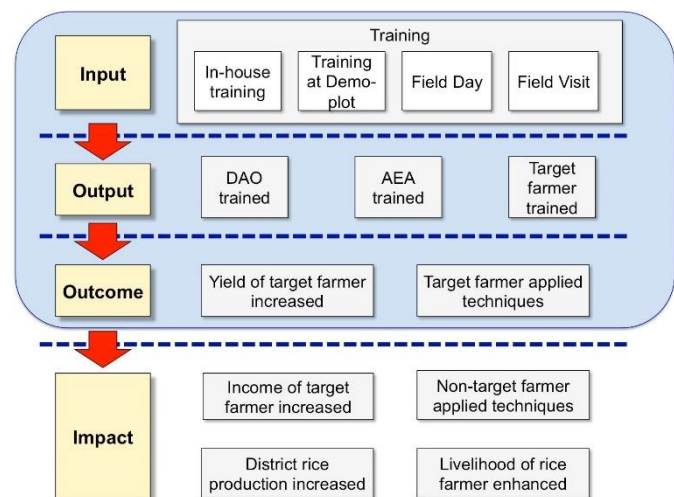 Input
Training
In-house
training
Training
at Demo-
plot
Field Day
Field Visit
Output
DAO
trained
AEA
trained
Target
farmer
trained
Outcome
Yield of target farmer
increased
Target farmer applied
techniques
Impact
Income of target
farmer increased
Non-target farmer
applied techniques
District rice
production increased
Livelihood of rice
farmer enhanced